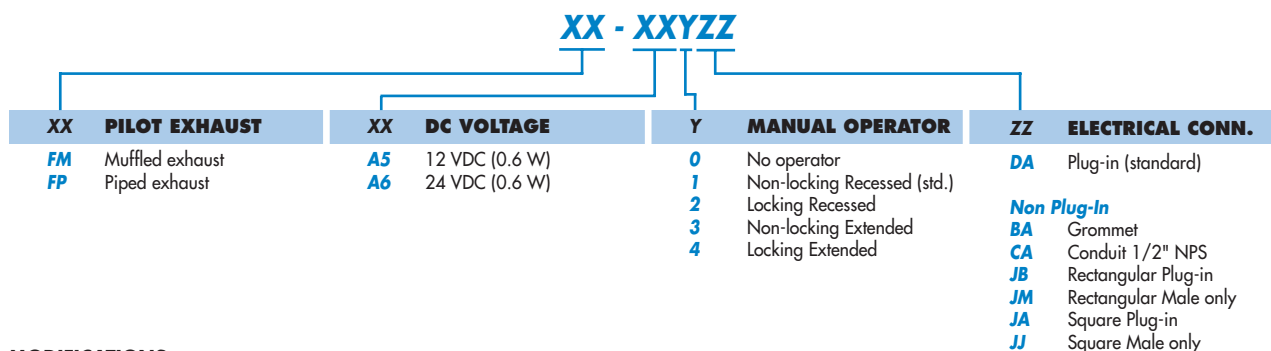 XX - XXYZZ
XX PILOT EXHAUST
FM Muffled exhaust
FP Piped exhaust
XX DC VOLTAGE
A5 12 VDC (0.6 W)
A6 24 VDC (0.6 W)
Y MANUAL OPERATOR
0 No operator
1 Non-locking Recessed (std.)
2 Locking Recessed
3 Non-locking Extended
4 Locking Extended
ZZ ELECTRICAL CONN.
DA Plug-in (standard)
Non Plug-In
BA Grommet
CA Conduit 1/2" NPS
JB Rectangular Plug-in
JM Rectangular Male only
JA Square Plug-in
JJ Square Male only